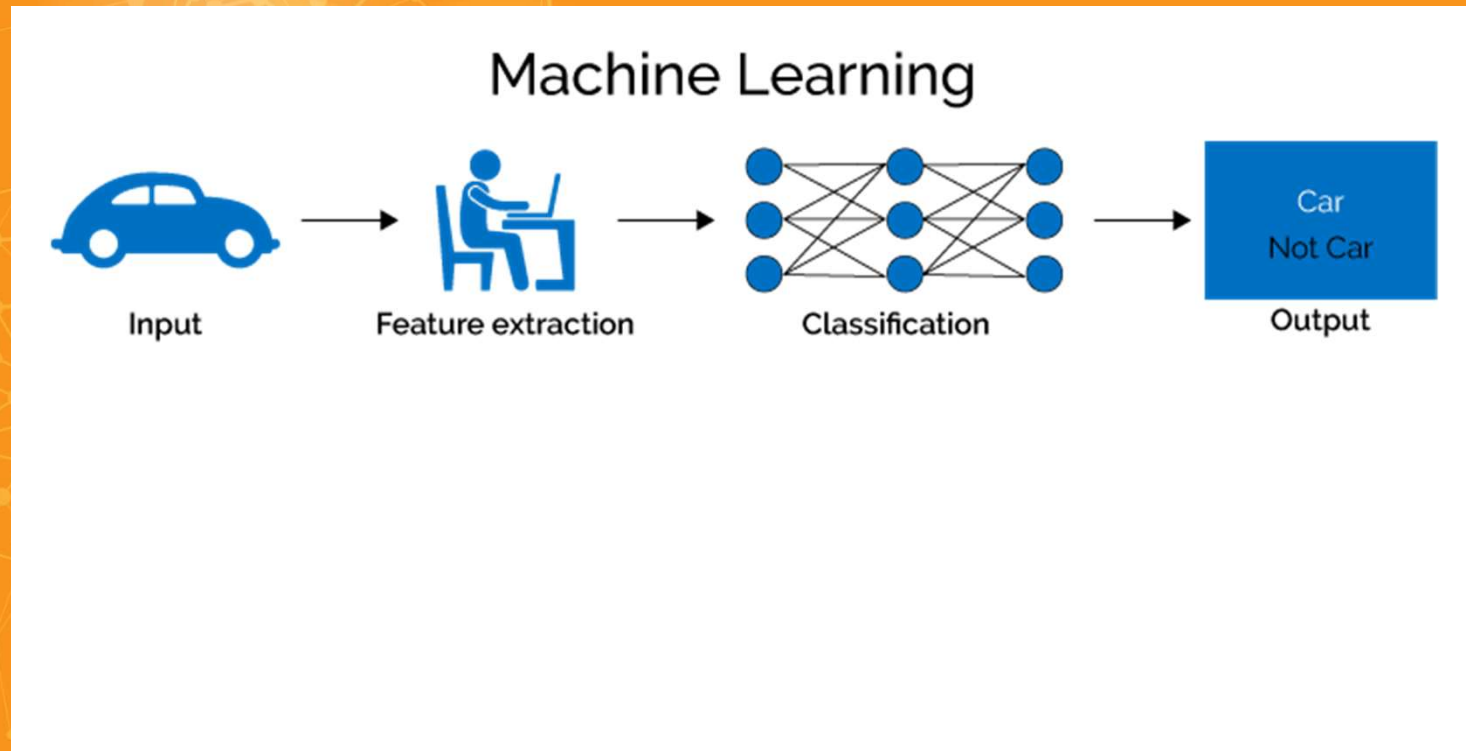 Machine Learning
Car
Not Car
Input
Feature extraction
Classification
Output